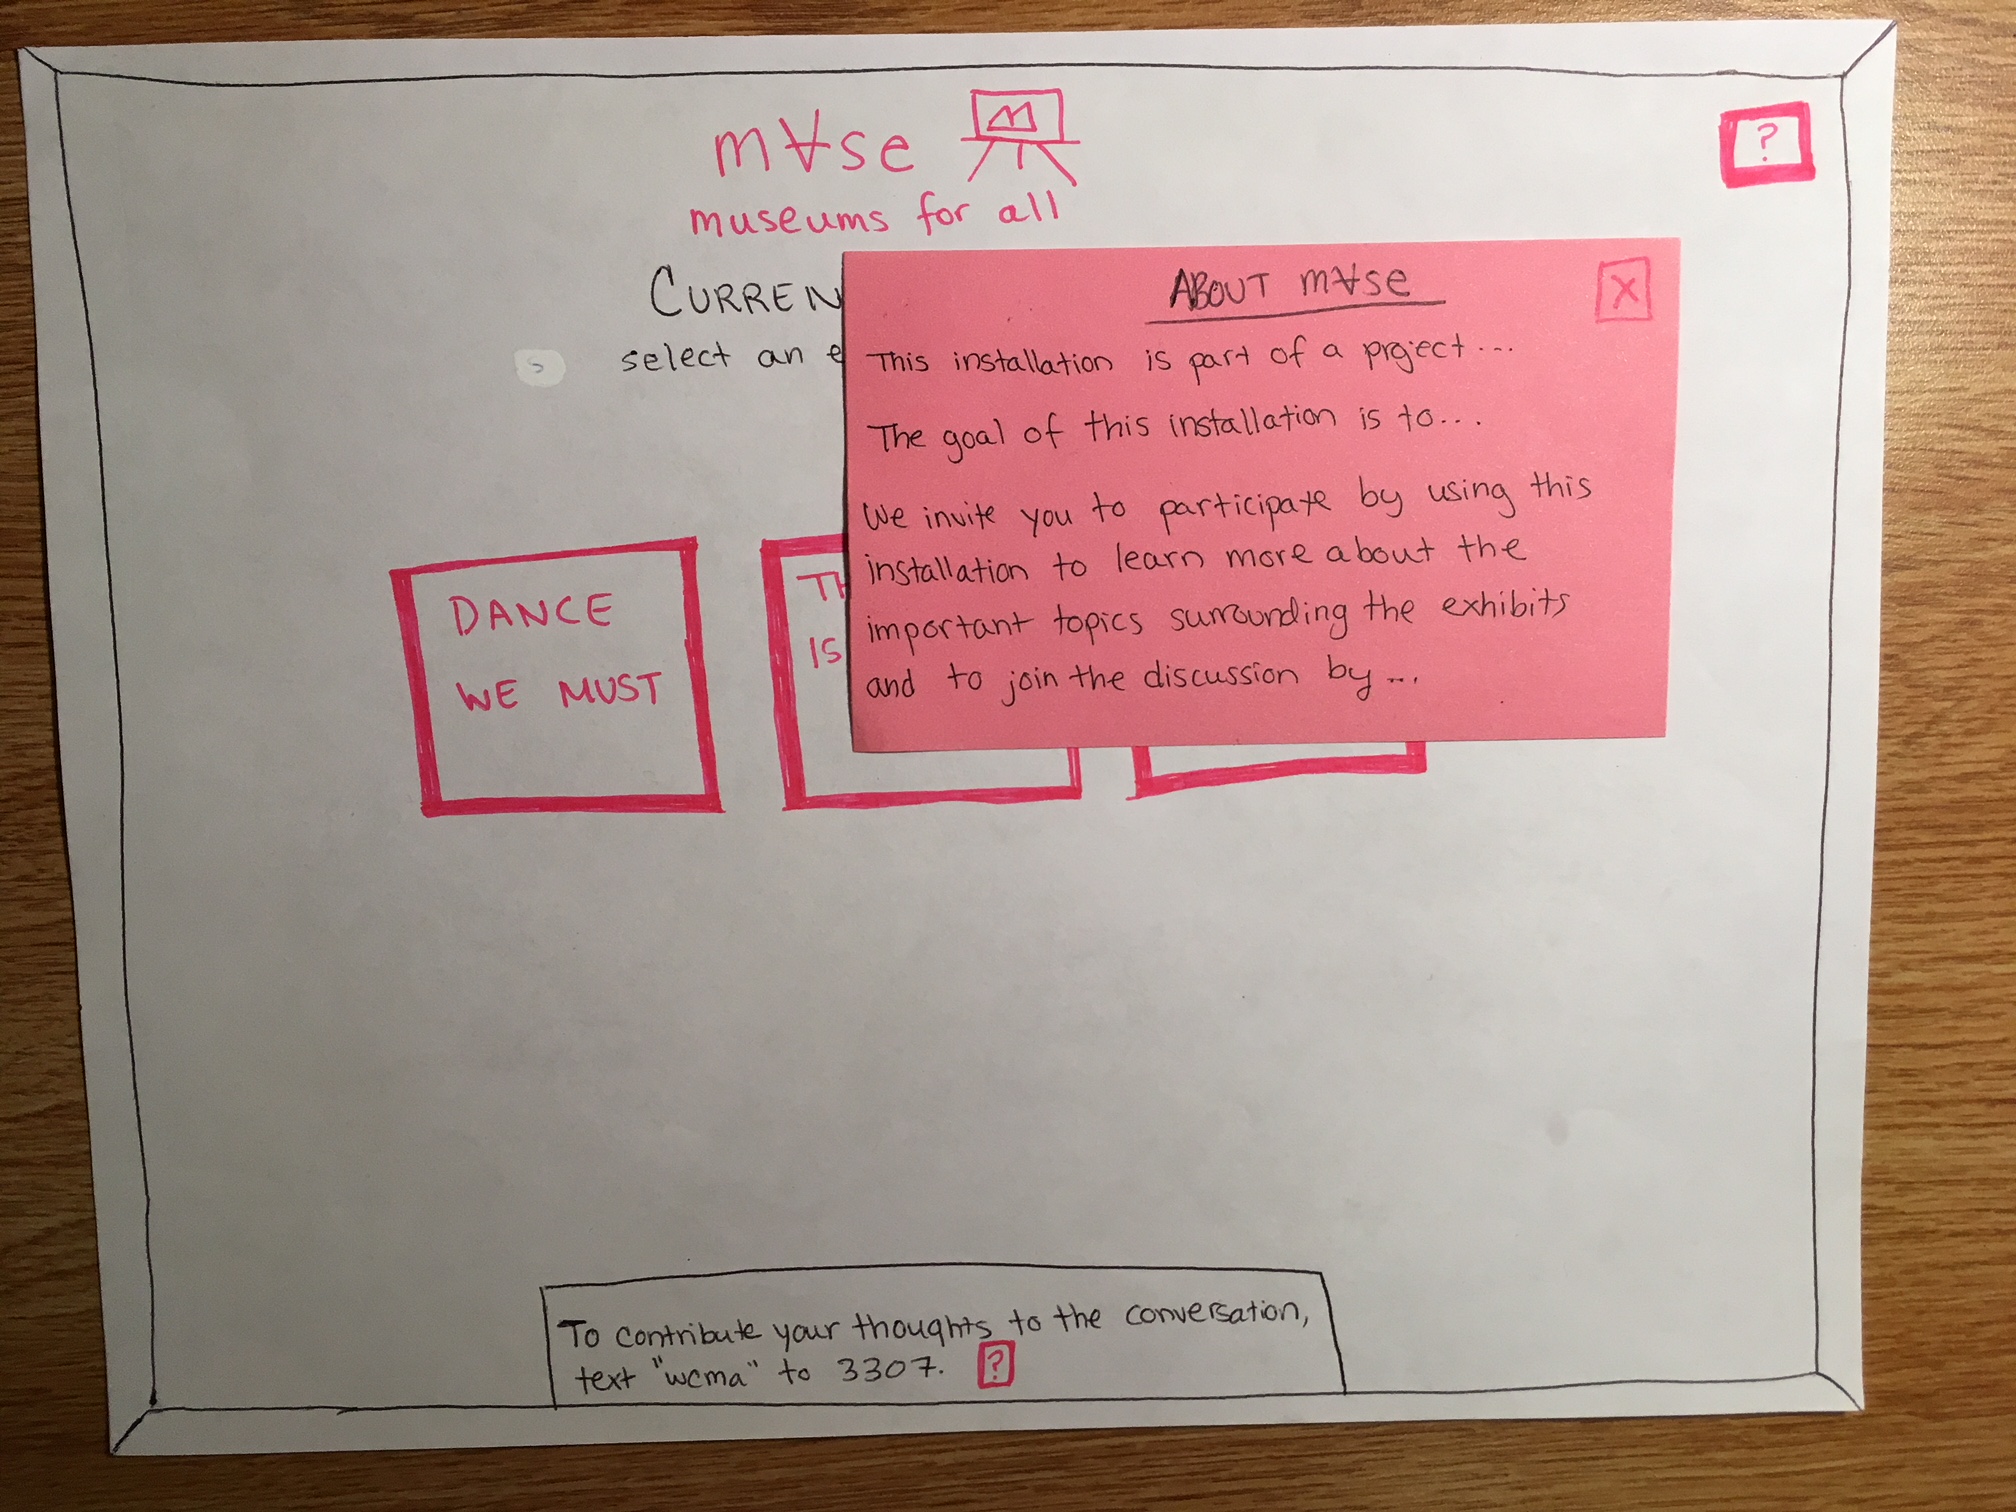 m∀se
M
museums for all
?
CURREN
select an e
s
ABOUT m∀se
X
This installation is part of a project...
The goal of this installation is to...
We invite you to participate by using this
installation to learn more about the
important topics surrounding the exhibits
and to join the discussion by...
DANCE
WE MUST
TH
IS
To contribute your thoughts to the conversation,
text "wcma" to 3307. ?